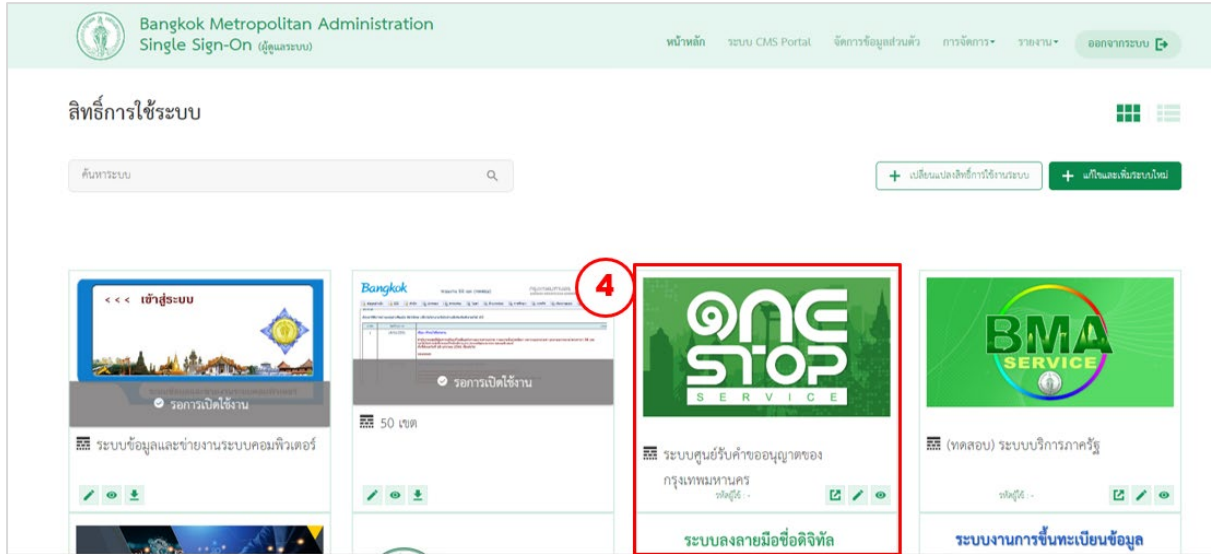 Bangkok Metropolitan Administration
Single Sign-On (ผู้ดูแลระบบ)
หน้าหลัก ระบบ CMS Portal จัดการข้อมูลส่วนตัว การจัดการ รายงาน ออกจากระบบ
สิทธิ์การใช้ระบบ
ค้นหาระบบ
+ เปลี่ยนแปลงสิทธิ์การใช้งานระบบ + แก้ไขและเพิ่มระบบใหม่
4
<<< เข้าสู่ระบบ
รอการเปิดใช้งาน
ระบบข้อมูลและข่ายงานระบบคอมพิวเตอร์
Bangkok
รอการเปิดใช้งาน
50 เขต
ONE
STOP
SERVICE
ระบบศูนย์รับคำขออนุญาตของ
กรุงเทพมหานคร
รหัสผู้ใช้ : -
BMA
SERVICE
(ทดสอบ) ระบบบริการภาครัฐ
รหัสผู้ใช้ : -
ระบบลงลายมือชื่อดิจิทัล
ระบบงานการขึ้นทะเบียนข้อมูล